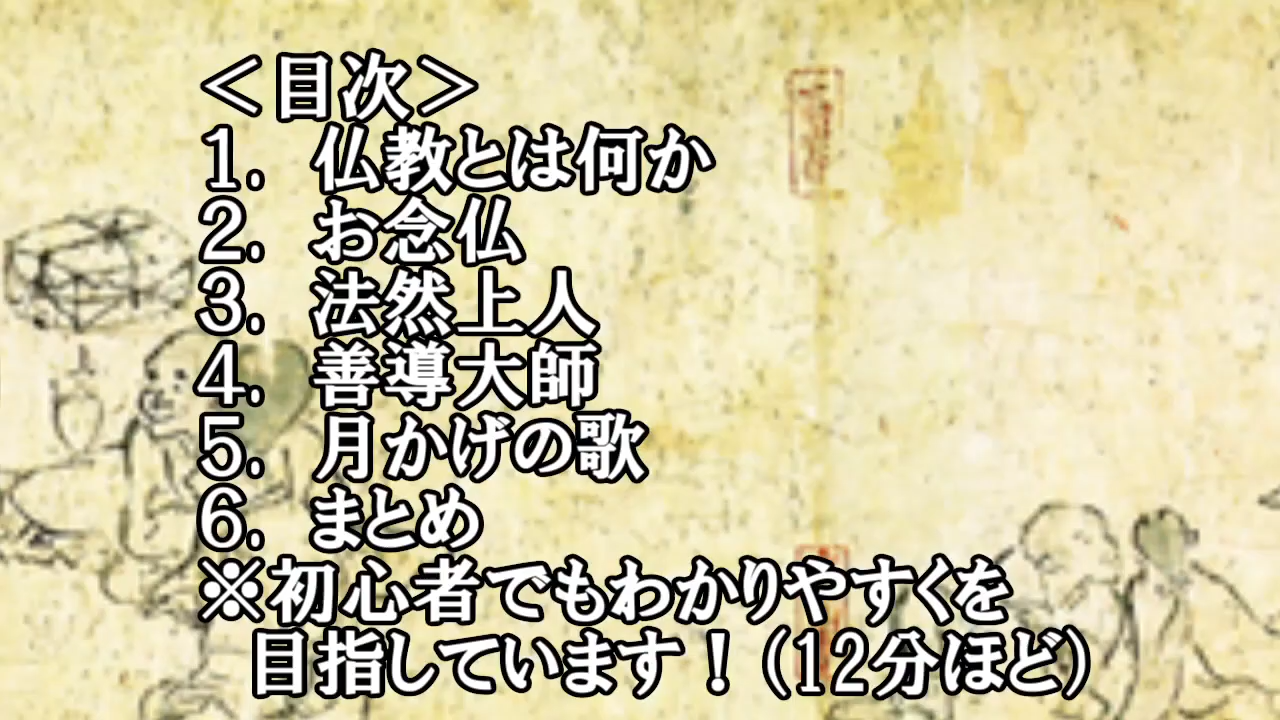 ＜目次＞
1. 仏教とは何か
2. お念仏
3. 法然上人
4. 善導大師
5. 月かげの歌
6. まとめ
※初心者でもわかりやすくを
目指しています！（12分ほど）